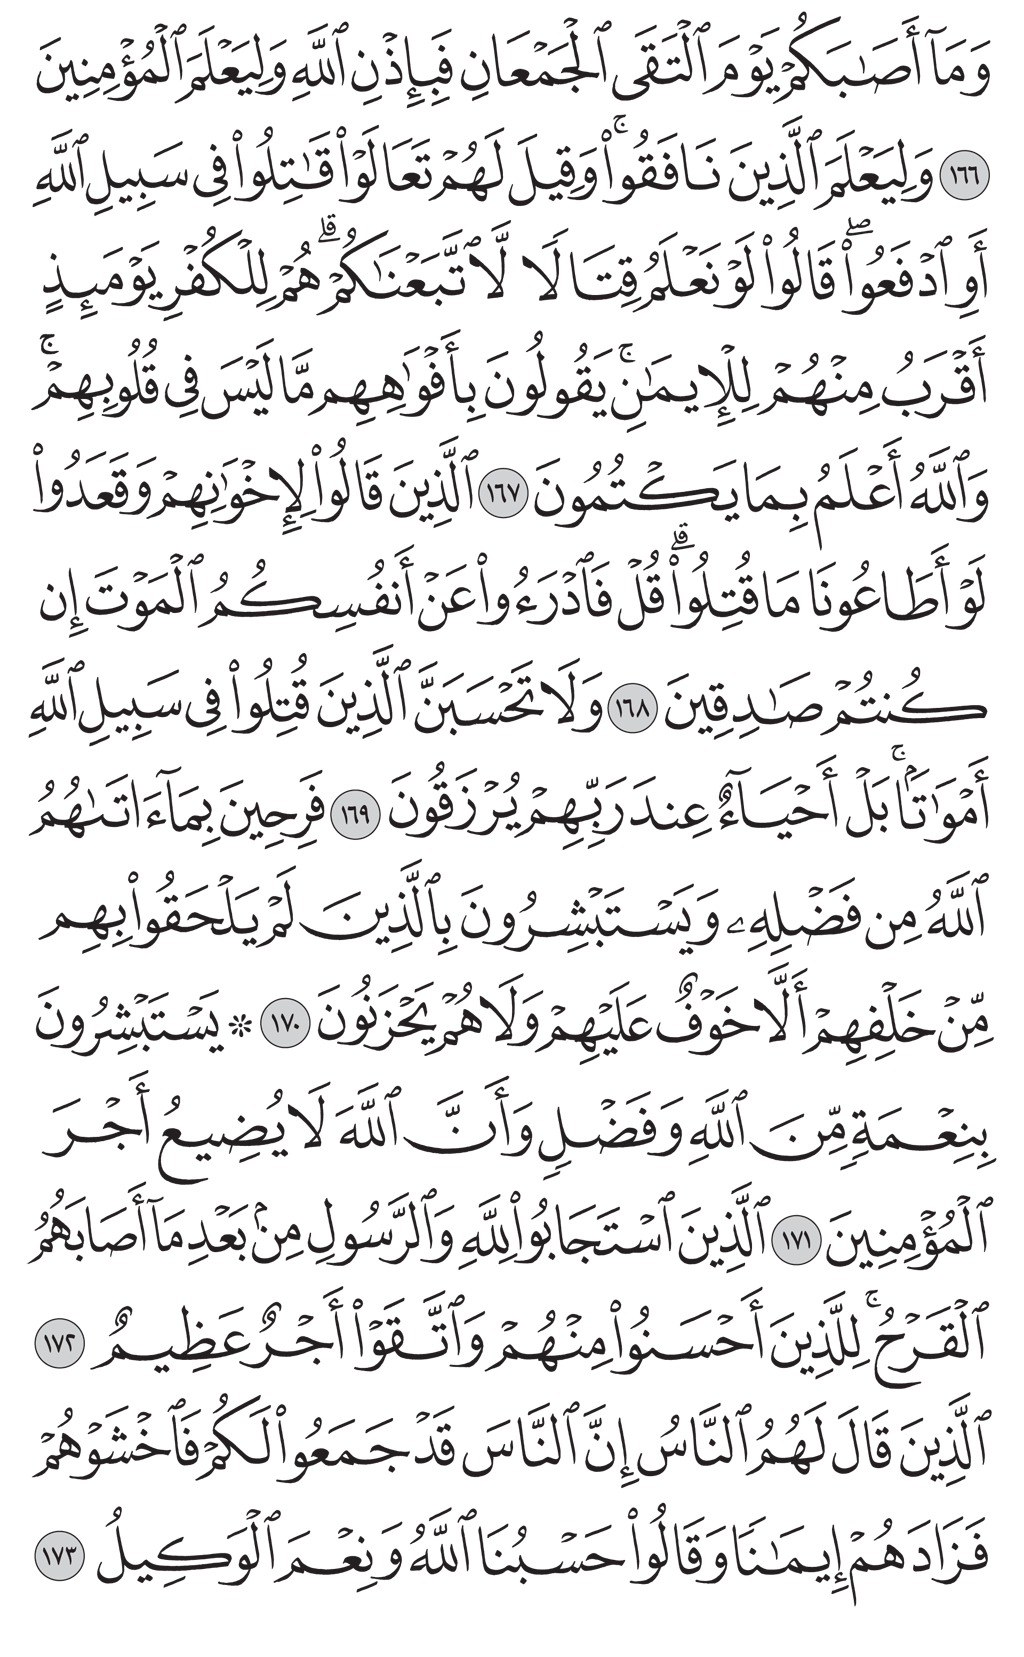 وَمَآ أَصَٰبَكُمْ يَوْمَ ٱلْتَقَى ٱلْجَمْعَانِ فَبِإِذْنِ ٱللَّهِ وَلِيَعْلَمَ ٱلْمُؤْمِنِينَ
١٦٦ وَلِيَعْلَمَ ٱلَّذِينَ نَافَقُوا۟ۚ وَقِيلَ لَهُمْ تَعَالَوْا۟ قَٰتِلُوا۟ فِى سَبِيلِ ٱللَّهِ
أَوِ ٱدْفَعُوا۟ۖ قَالُوا۟ لَوْ نَعْلَمُ قِتَالًا لَّٱتَّبَعْنَٰكُمْۗ هُمْ لِلْكُفْرِ يَوْمَئِذٍ
أَقْرَبُ مِنْهُمْ لِلْإِيمَٰنِۚ يَقُولُونَ بِأَفْوَٰهِهِم مَّا لَيْسَ فِى قُلُوبِهِمْۚ
وَٱللَّهُ أَعْلَمُ بِمَا يَكْتُمُونَ ١٦٧ ٱلَّذِينَ قَالُوا۟ لِإِخْوَٰنِهِمْ وَقَعَدُوا۟
لَوْ أَطَاعُونَا مَا قُتِلُوا۟ۗ قُلْ فَٱدْرَءُوا۟ عَنْ أَنفُسِكُمُ ٱلْمَوْتَ إِن
كُنتُمْ صَٰدِقِينَ ١٦٨ وَلَا تَحْسَبَنَّ ٱلَّذِينَ قُتِلُوا۟ فِى سَبِيلِ ٱللَّهِ
أَمْوَٰتَۢاۚ بَلْ أَحْيَآءٌ عِندَ رَبِّهِمْ يُرْزَقُونَ ١٦٩ فَرِحِينَ بِمَآ ءَاتَىٰهُمُ
ٱللَّهُ مِن فَضْلِهِۦ وَيَسْتَبْشِرُونَ بِٱلَّذِينَ لَمْ يَلْحَقُوا۟ بِهِم
مِّنْ خَلْفِهِمْ أَلَّا خَوْفٌ عَلَيْهِمْ وَلَا هُمْ يَحْزَنُونَ ١٧٠ ۞ يَسْتَبْشِرُونَ
بِنِعْمَةٍ مِّنَ ٱللَّهِ وَفَضْلٍ وَأَنَّ ٱللَّهَ لَا يُضِيعُ أَجْرَ
ٱلْمُؤْمِنِينَ ١٧١ ٱلَّذِينَ ٱسْتَجَابُوا۟ لِلَّهِ وَٱلرَّسُولِ مِنۢ بَعْدِ مَآ أَصَابَهُمُ
ٱلْقَرْحُۚ لِلَّذِينَ أَحْسَنُوا۟ مِنْهُمْ وَٱتَّقَوْا۟ أَجْرٌ عَظِيمٌ ١٧٢
ٱلَّذِينَ قَالَ لَهُمُ ٱلنَّاسُ إِنَّ ٱلنَّاسَ قَدْ جَمَعُوا۟ لَكُمْ فَٱخْشَوْهُمْ
فَزَادَهُمْ إِيمَٰنًا وَقَالُوا۟ حَسْبُنَا ٱللَّهُ وَنِعْمَ ٱلْوَكِيلُ ١٧٣